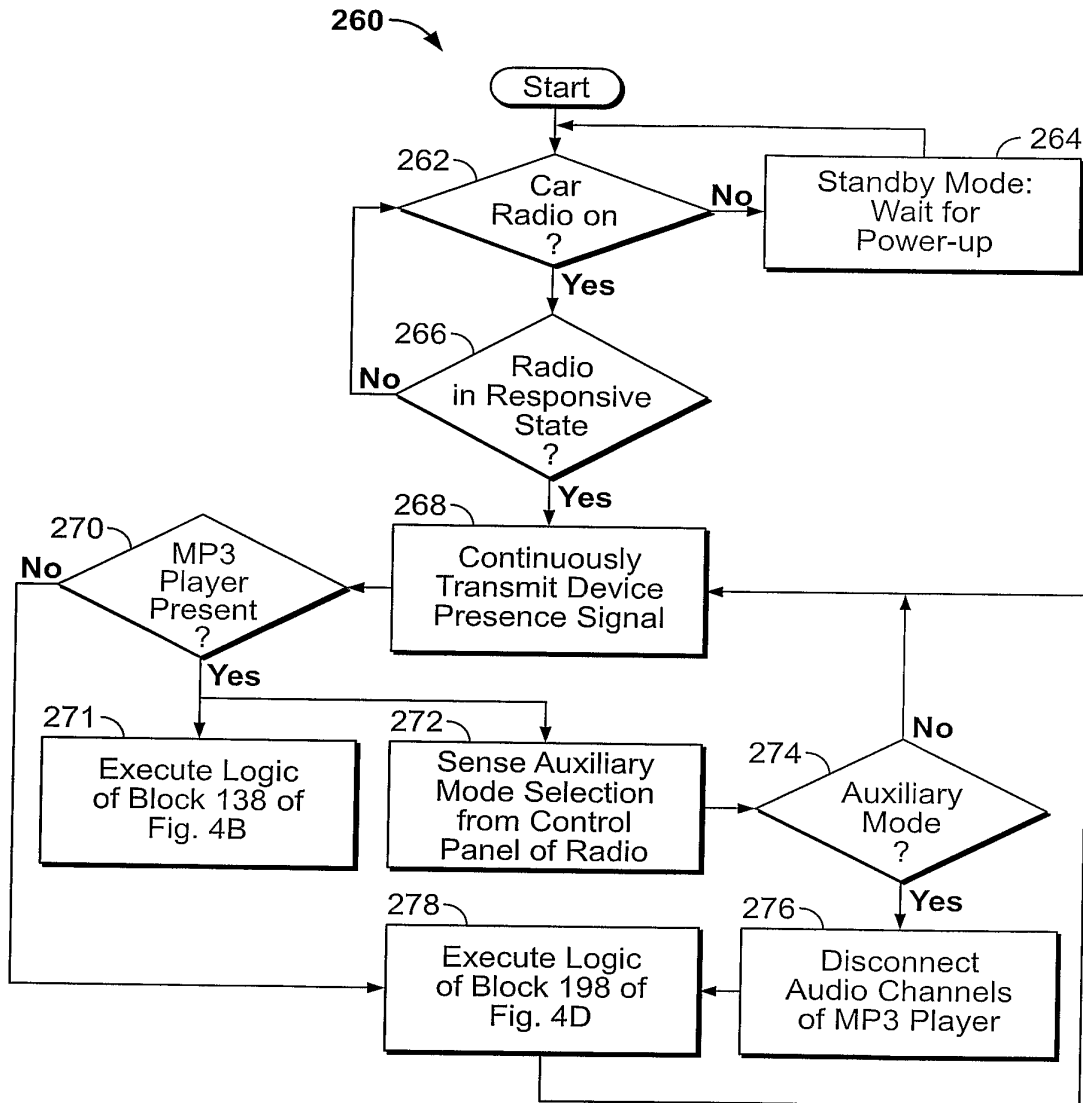 260
Start
262
Car
Radio on
?
No
264
Standby Mode:
Wait for
Power-up
Yes
266
Radio
in Responsive
State
?
No
Yes
268
Continuously
Transmit Device
Presence Signal
270
MP3
Player
Present
?
No
Yes
271
Execute Logic
of Block 138 of
Fig. 4B
272
Sense Auxiliary
Mode Selection
from Control
Panel of Radio
274
Auxiliary
Mode
?
No
Yes
276
Disconnect
Audio Channels
of MP3 Player
278
Execute Logic
of Block 198 of
Fig. 4D